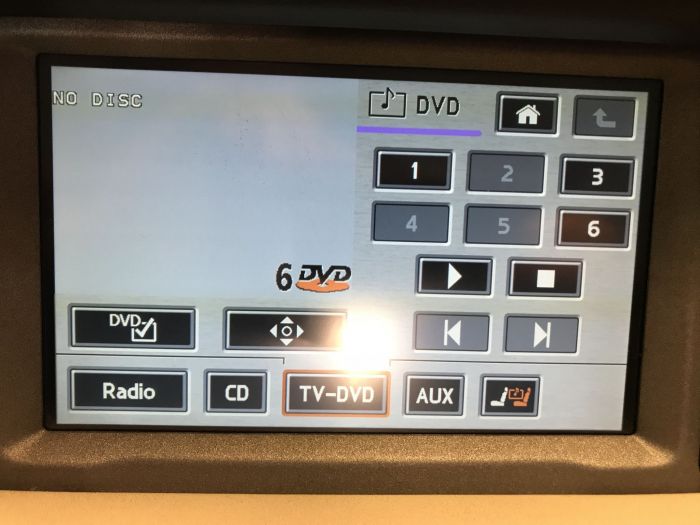 NO DISC
DVD
1
2
3
4
5
6
6 DVD
DVD
Radio
CD
TV-DVD
AUX